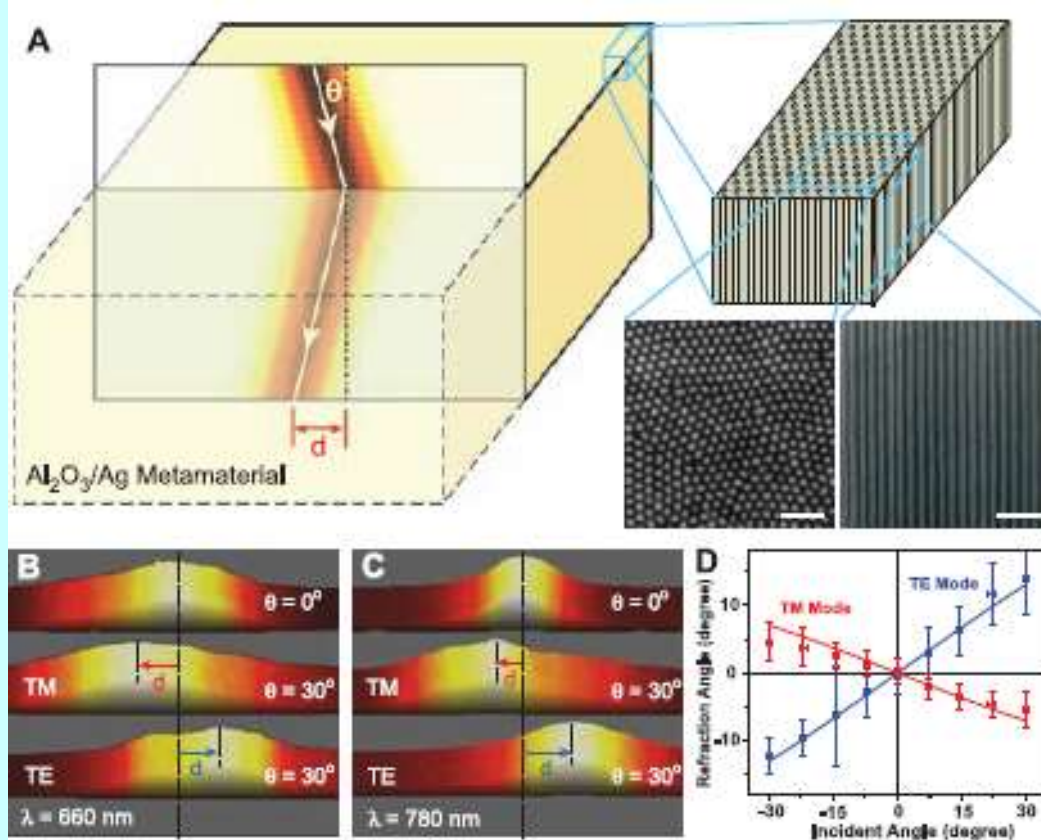 A
θ
d
Al₂O₃/Ag Metamaterial
B
θ = 0°
TM
d
θ = 30°
TE
d
θ = 30°
λ = 660 nm
C
θ = 0°
TM
d
θ = 30°
TE
d
θ = 30°
λ = 780 nm
D
TE Mode
TM Mode
Refraction Angle (degree)
10
0
-10
-30
-15
0
15
30
Incident Angle (degree)